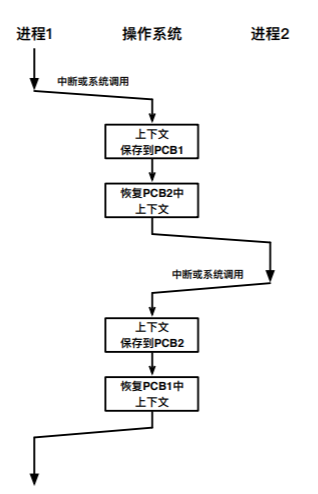 进程1 操作系统 进程2
中断或系统调用
上下文
保存到PCB1
恢复PCB2中
上下文
中断或系统调用
上下文
保存到PCB2
恢复PCB1中
上下文